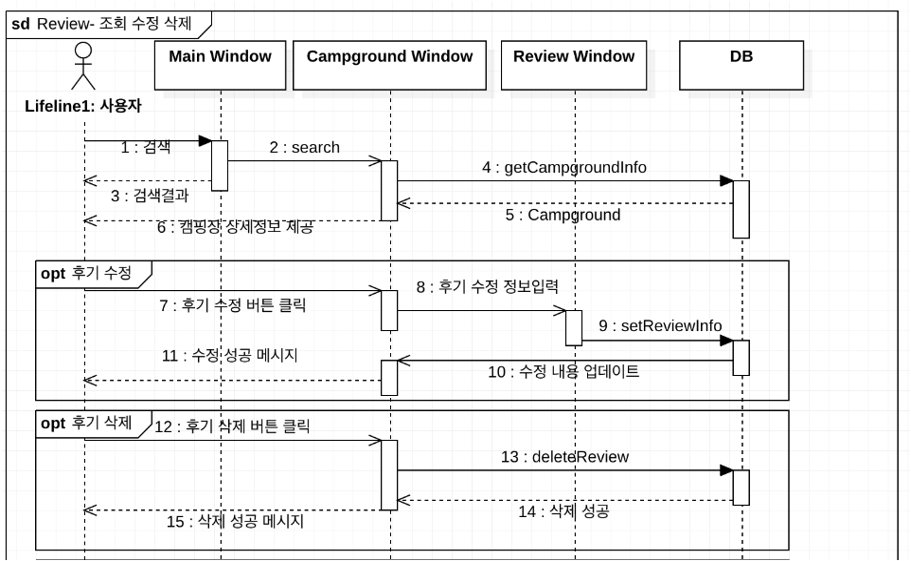 sd Review- 조회 수정 삭제
Main Window
Campground Window
Review Window
DB
Lifeline1: 사용자
1 : 검색
2 : search
4 : getCampgroundInfo
3 : 검색결과
5 : Campground
6 : 캠핑장 상세정보 제공
opt 후기 수정
8 : 후기 수정 정보입력
7 : 후기 수정 버튼 클릭
9 : setReviewInfo
11 : 수정 성공 메시지
10 : 수정 내용 업데이트
opt 후기 삭제
12 : 후기 삭제 버튼 클릭
13 : deleteReview
14 : 삭제 성공
15 : 삭제 성공 메시지